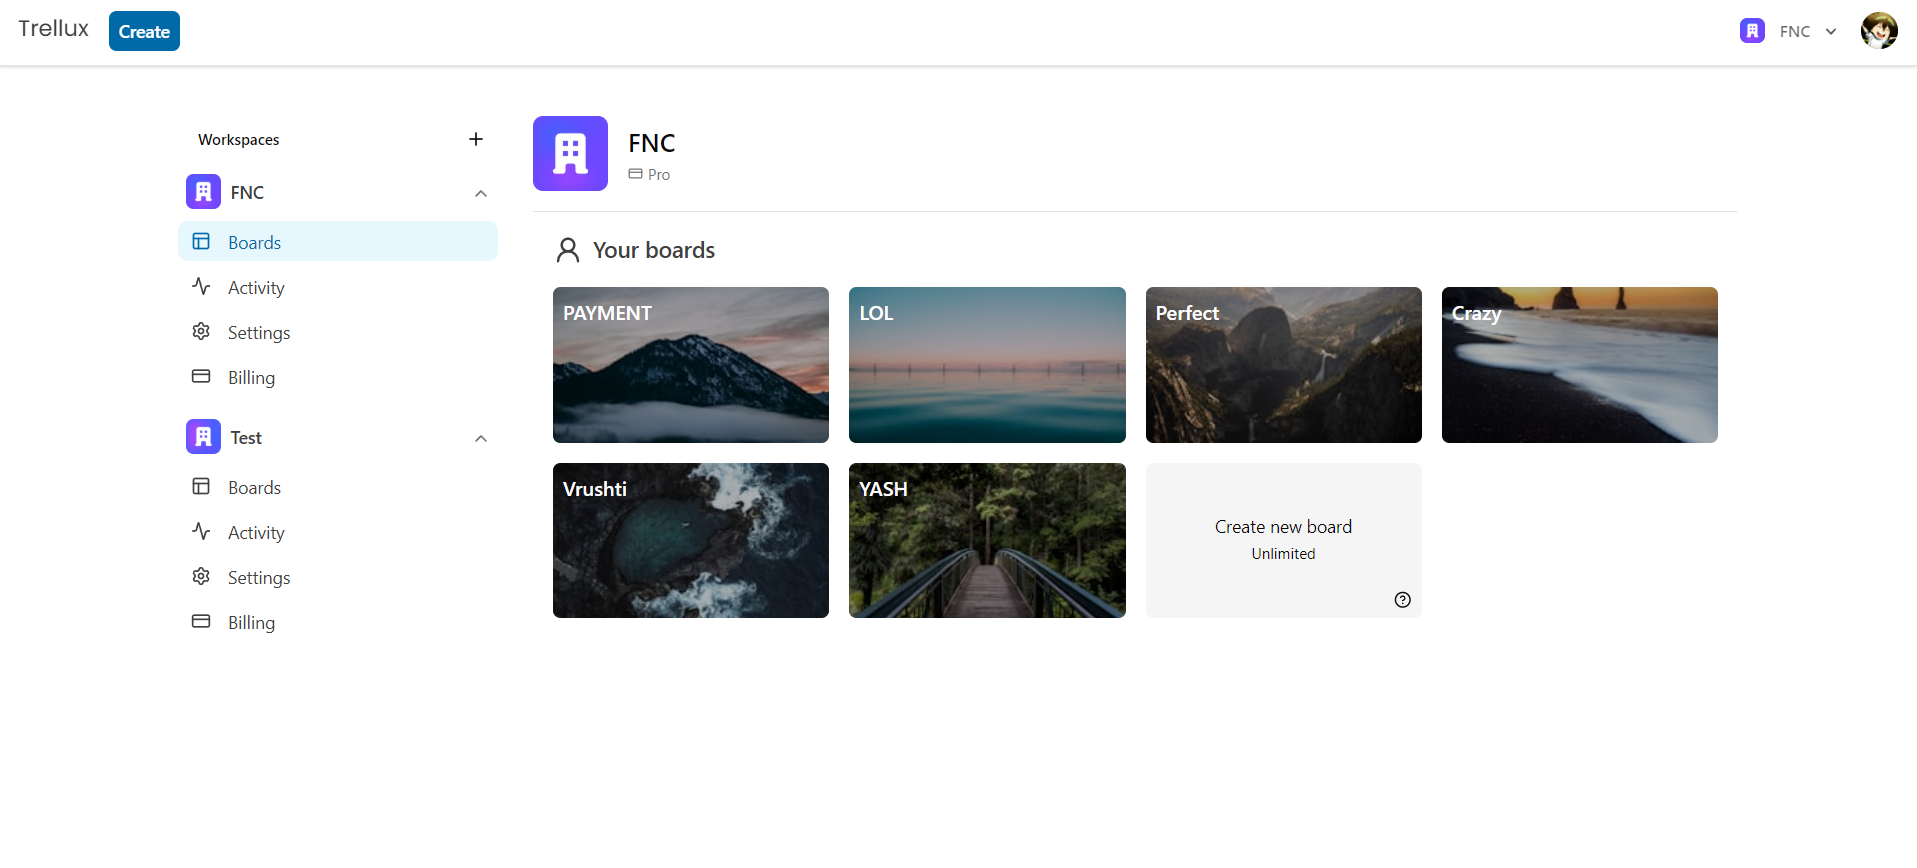 Trellux
Create
FNC
Workspaces
FNC
Boards
Activity
Settings
Billing
Test
Boards
Activity
Settings
Billing
FNC
Pro
Your boards
PAYMENT
LOL
Perfect
Crazy
Vrushti
YASH
Create new board
Unlimited